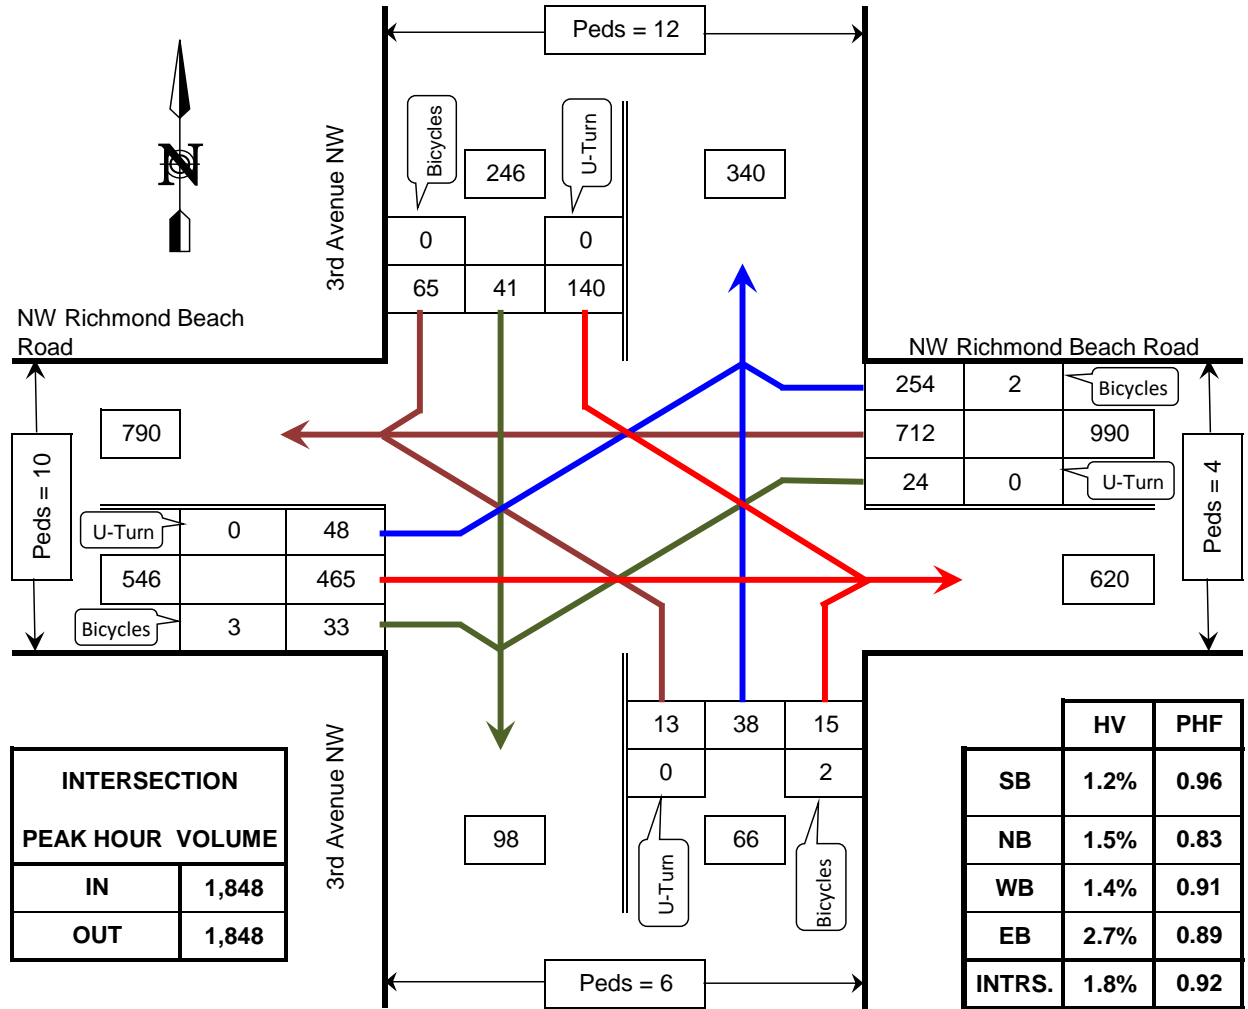 Peds = 12
N
3rd Avenue NW
Bicycles
246
U-Turn
340
0
0
65
41
140
NW Richmond Beach
Road
NW Richmond Beach Road
254
2
Bicycles
790
712
990
24
0
U-Turn
Peds = 10
Peds = 4
U-Turn
0
48
546
465
620
Bicycles
3
33
13
38
15
0
2
3rd Avenue NW
98
U-Turn
66
Bicycles
Peds = 6
INTERSECTION
PEAK HOUR VOLUME
IN 1,848
OUT 1,848
HV PHF
SB 1.2% 0.96
NB 1.5% 0.83
WB 1.4% 0.91
EB 2.7% 0.89
INTRS. 1.8% 0.92